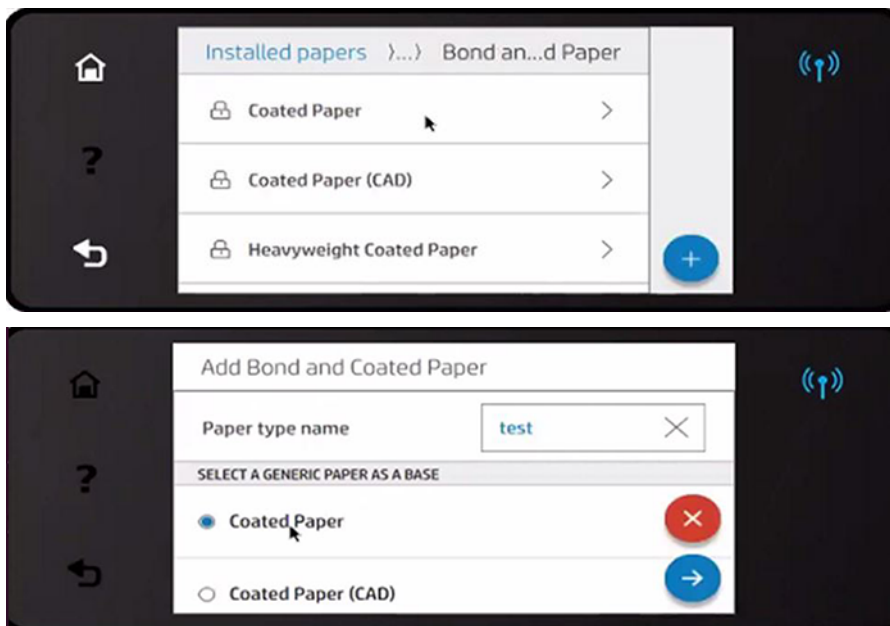 Installed papers 〉...〉 Bond an...d Paper
Coated Paper
Coated Paper (CAD)
Heavyweight Coated Paper
?
Add Bond and Coated Paper
Paper type name test
SELECT A GENERIC PAPER AS A BASE
Coated Paper
?
Coated Paper (CAD)